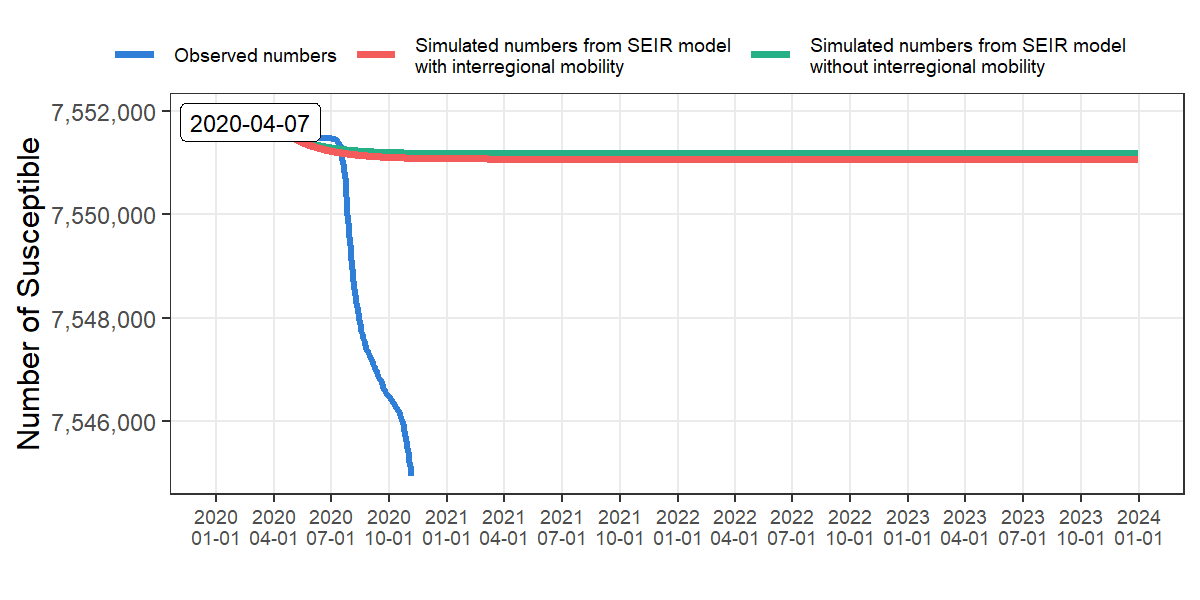 Observed numbers
Simulated numbers from SEIR model
with interregional mobility
Simulated numbers from SEIR model
without interregional mobility
Number of Susceptible
7,552,000
7,550,000
7,548,000
7,546,000
2020-04-07
2020 2020 2020 2020 2021 2021 2021 2021 2022 2022 2022 2022 2023 2023 2023 2023 2024
01-01 04-01 07-01 10-01 01-01 04-01 07-01 10-01 01-01 04-01 07-01 10-01 01-01 04-01 07-01 10-01 01-01